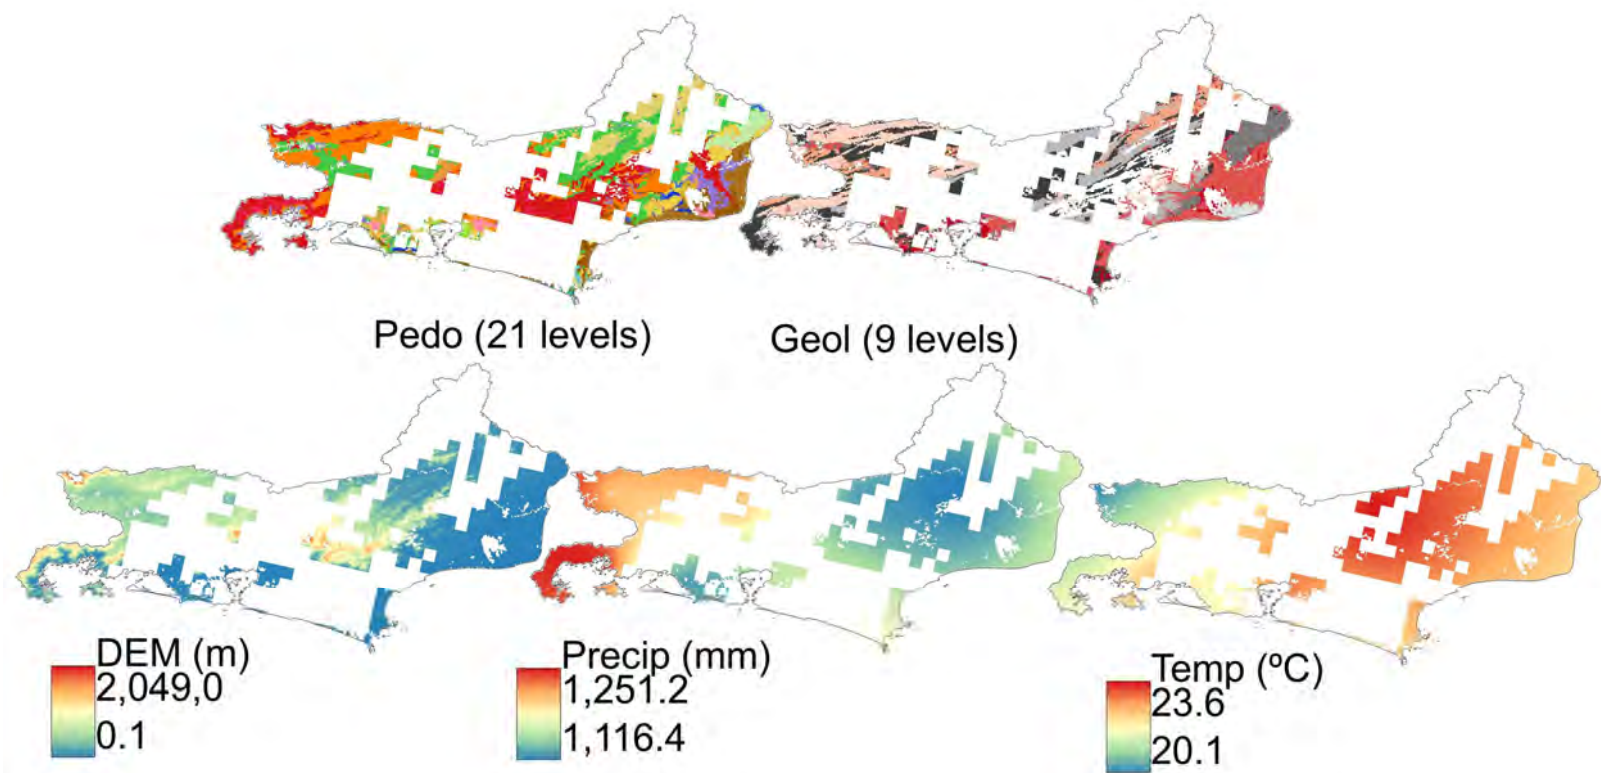 Pedo (21 levels)
Geol (9 levels)
DEM (m)
2,049,0
0.1
Precip (mm)
1,251.2
1,116.4
Temp (ºC)
23.6
20.1